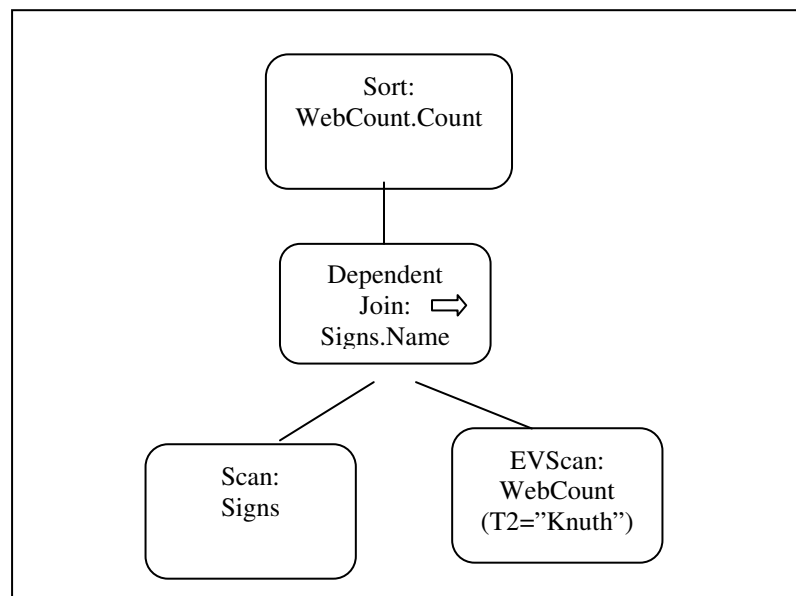 Sort:
WebCount.Count
Dependent
Join:
Signs.Name
Scan:
Signs
EVScan:
WebCount
(T2=”Knuth”)